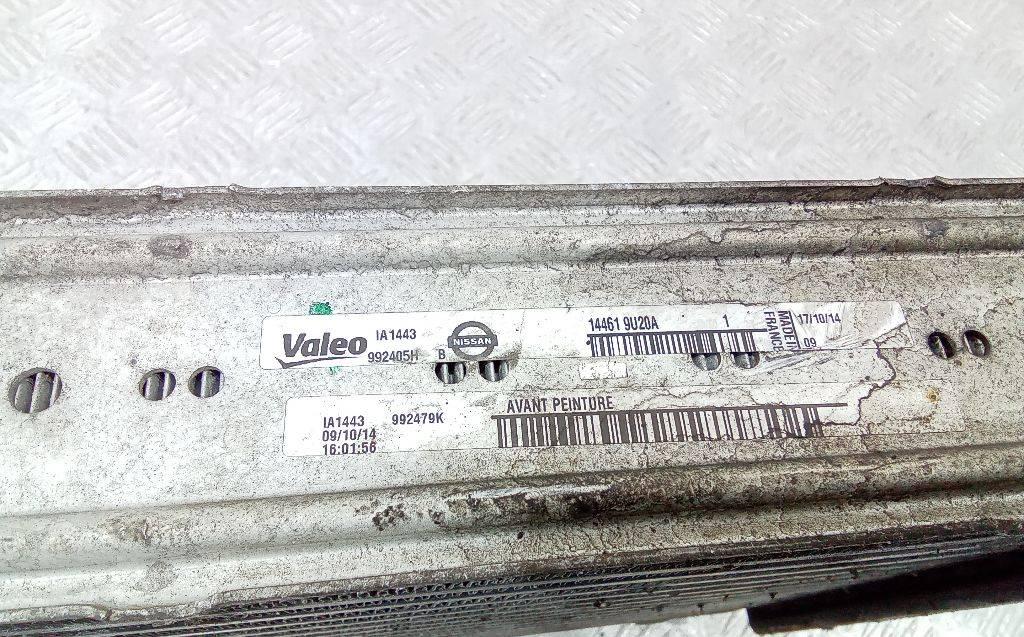 Valeo IA1443 NISSAN 14461 9U20A 1 MADE IN FRANCE 17/10/14
992405H B 09
IA1443 992479K AVANT PEINTURE
09/10/14
16:01:56